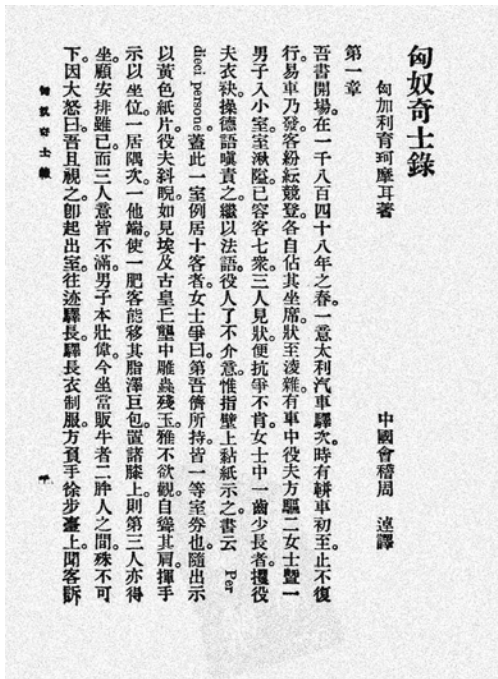 匈奴奇士錄
匈加利育珂摩耳著
中國會稽周逴譯
第一章
吾書開場。在一千八百四十八年之春。一意太利汽車驛次。時有輧車初至。止不復
行。易車乃發。客紛紜競登。各自佔其坐席。狀至淩雜。有車中役夫方驅二女士曁一
男子入小室。室湫隘。已容客七衆。三人見狀。便抗爭不肯。女士中一齒少長者。攫役
夫衣袂。操德語嗔責之。繼以法語。役人了不介意。惟指壁上黏紙示之。書云 Per
dieci persone 蓋此一室例居十客者。女士爭曰。第吾儕所持。皆一等室劵也。隨出示
以黃色紙片。役夫斜睨。如見埃及古皇丘壟中雕蟲殘玉。雅不欲觀。自聳其肩。揮手
示以坐位。一居隅次。一他端。使一肥客能移其脂澤巨包。置諸膝上。則第三人亦得
坐。顧安排雖已。而三人意皆不滿。男子本壯偉。今坐當販牛者二胖人之間。殊不可
下。因大怒曰。吾且視之。卽起出室。往迹驛長。驛長衣制服。方負手徐步臺上。聞客訴
匈奴奇士錄